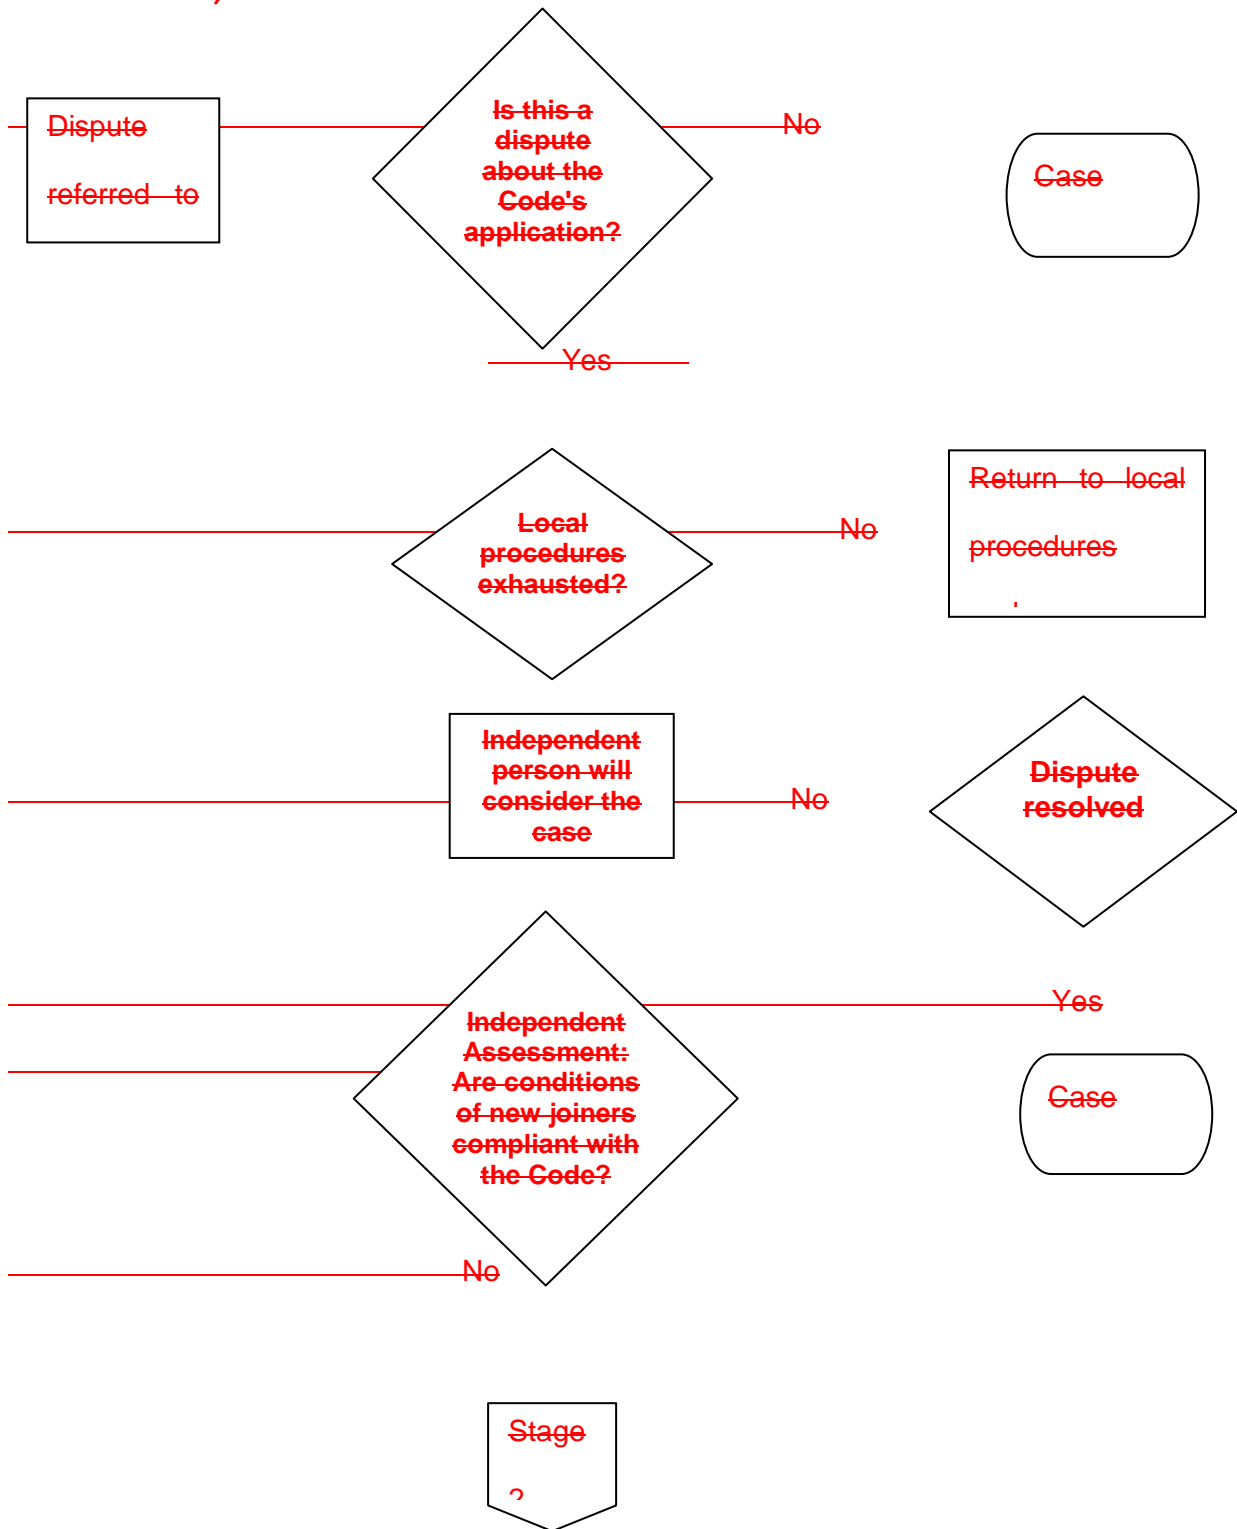 Dispute
referred to
Is this a
dispute
about the
Code's
application?
No
Case
Yes
Local
procedures
exhausted?
No
Return to local
procedures
Independent
person will
consider the
case
No
Dispute
resolved
Yes
Independent
Assessment:
Are conditions
of new joiners
compliant with
the Code?
Case
No
Stage